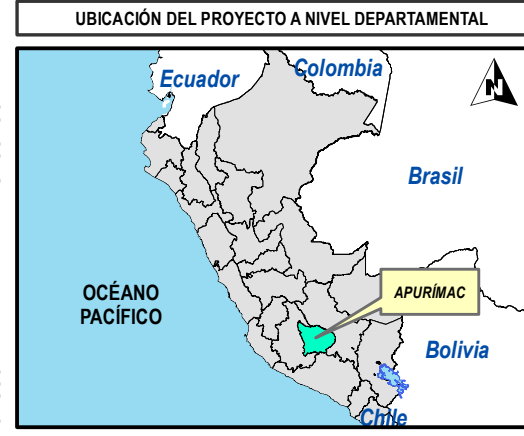 UBICACIÓN DEL PROYECTO A NIVEL DEPARTAMENTAL
Ecuador
Colombia
N
Brasil
OCÉANO
PACÍFICO
APURÍMAC
Bolivia
Chile